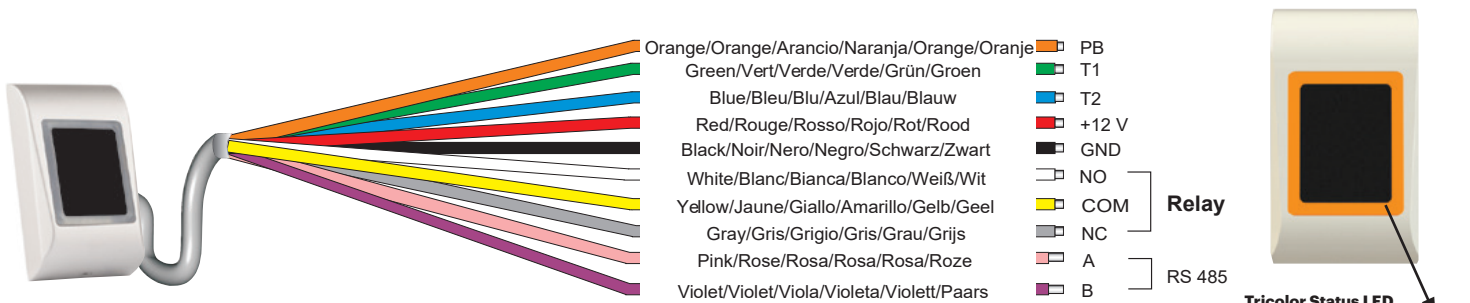 Orange/Orange/Arancio/Naranja/Orange/Oranje PB
Green/Vert/Verde/Verde/Grün/Groen T1
Blue/Bleu/Blu/Azul/Blau/Blauw T2
Red/Rouge/Rosso/Rojo/Rot/Rood +12 V
Black/Noir/Nero/Negro/Schwarz/Zwart GND
White/Blanc/Bianca/Blanco/Weiß/Wit NO
Yellow/Jaune/Giallo/Amarillo/Gelb/Geel COM
Relay
Gray/Gris/Grigio/Gris/Grau/Grijs NC
Pink/Rose/Rosa/Rosa/Rosa/Roze A
RS 485
Violet/Violet/Viola/Violeta/Violett/Paars B
Tricolor Status LED